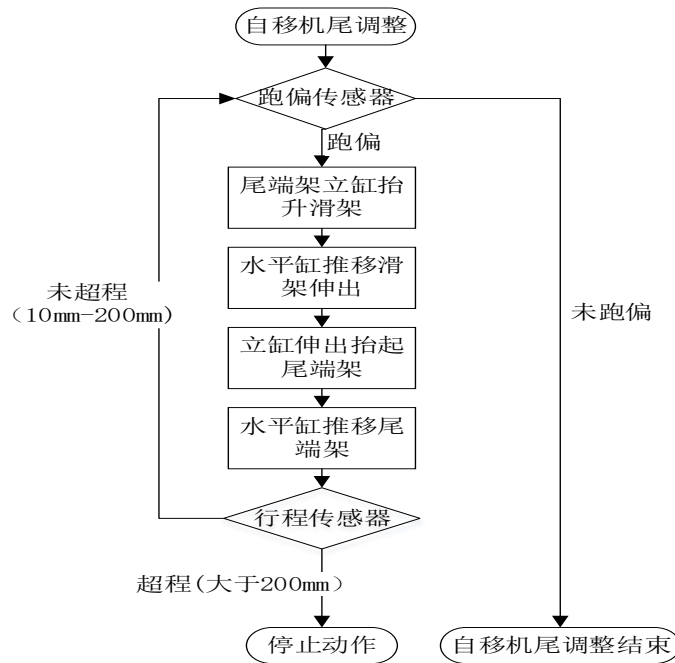 自移机尾调整
跑偏传感器
跑偏
尾端架立缸抬
升滑架
水平缸推移滑
架伸出
未超程
（10mm-200mm）
未跑偏
立缸伸出抬起
尾端架
水平缸推移尾
端架
行程传感器
超程(大于200mm）
停止动作
自移机尾调整结束